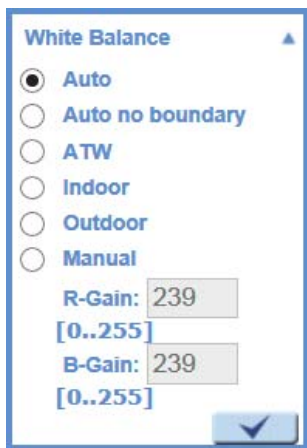 White Balance
Auto
Auto no boundary
ATW
Indoor
Outdoor
Manual
R-Gain: 239
[0..255]
B-Gain: 239
[0..255]